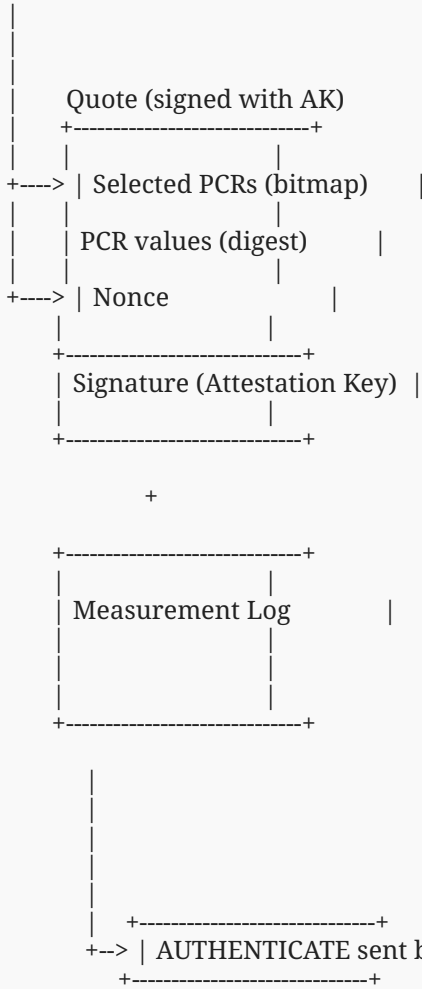 |
|
|
|     Quote (signed with AK)
|    +-----------------------------+
|    |                          |
+----> | Selected PCRs (bitmap)      |
|    |                          |
|    | PCR values (digest)         |
|    |                          |
+----> | Nonce                    |
     |                          |
     +-----------------------------+
     | Signature (Attestation Key)  |
     |                          |
     +-----------------------------+
                +
     +-----------------------------+
     |                          |
     | Measurement Log            |
     |                          |
     |                          |
     |                          |
     +-----------------------------+
         |
         |
         |
         |
         |
         |    +-----------------------------+
         +--> | AUTHENTICATE sent
              +-----------------------------+